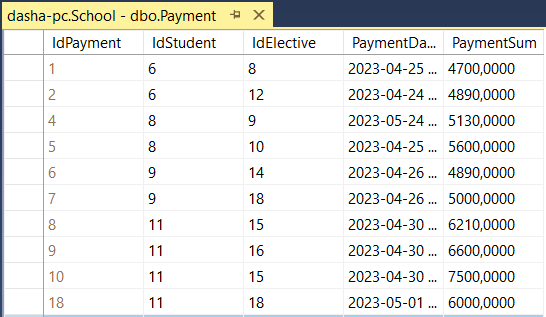 dasha-pc.School - dbo.Payment
IdPayment IdStudent IdElective PaymentDa... PaymentSum
1 6 8 2023-04-25 ... 4700,0000
2 6 12 2023-04-24 ... 4890,0000
4 8 9 2023-05-24 ... 5130,0000
5 8 10 2023-04-25 ... 5600,0000
6 9 14 2023-04-26 ... 4890,0000
7 9 18 2023-04-26 ... 5000,0000
8 11 15 2023-04-30 ... 6210,0000
9 11 16 2023-04-30 ... 6600,0000
10 11 15 2023-04-30 ... 7500,0000
18 11 18 2023-05-01 ... 6000,0000